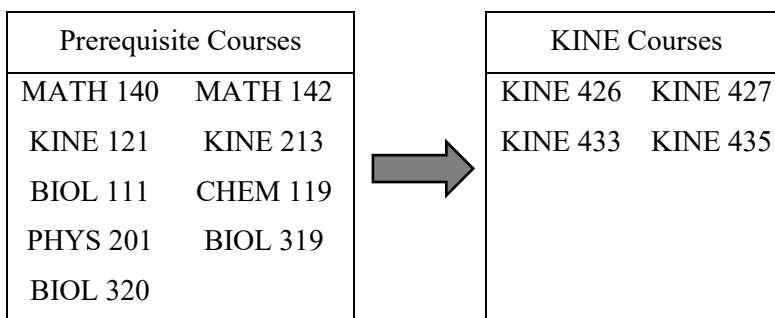 Prerequisite Courses
MATH 140 MATH 142
KINE 121 KINE 213
BIOL 111 CHEM 119
PHYS 201 BIOL 319
BIOL 320
KINE Courses
KINE 426 KINE 427
KINE 433 KINE 435